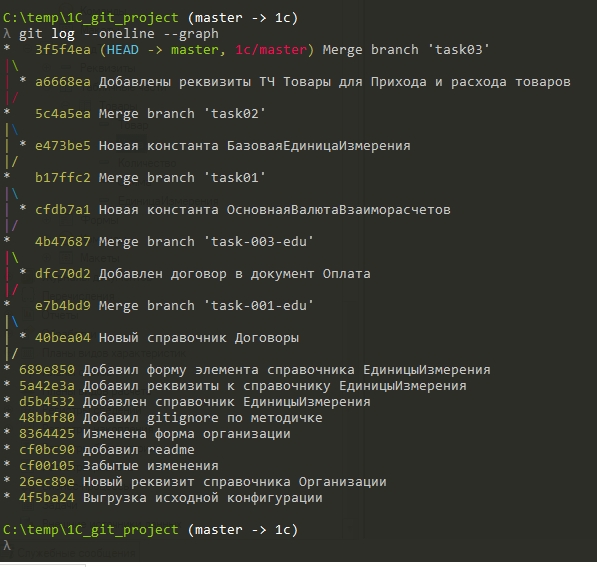 C:\temp\1C_git_project (master -> 1c)
λ git log --oneline --graph
*   3f5f4ea (HEAD -> master, 1c/master) Merge branch 'task03'
|\
| * a6668ea Добавлены реквизиты ТЧ Товары для Прихода и расхода товаров
|/
*   5c4a5ea Merge branch 'task02'
|\
| * e473be5 Новая константа БазоваяЕдиницаИзмерения
|/
*   b17ffc2 Merge branch 'task01'
|\
| * cfdb7a1 Новая константа ОсновнаяВалютаВзаиморасчетов
|/
*   4b47687 Merge branch 'task-003-edu'
|\
| * dfc70d2 Добавлен договор в документ Оплата
|/
*   e7b4bd9 Merge branch 'task-001-edu'
|\
| * 40bea04 Новый справочник Договоры
|/
* 689e850 Добавил форму элемента справочника ЕдиницыИзмерения
* 5a42e3a Добавил реквизиты к справочнику ЕдиницыИзмерения
* d5b4532 Добавлен справочник ЕдиницыИзмерения
* 48bbf80 Добавил gitignore по методичке
* 8364425 Изменена форма организации
* cf0bc90 добавил readme
* cf00105 Забытые изменения
* 26ec89e Новый реквизит справочника Организации
* 4f5ba24 Выгрузка исходной конфигурации
C:\temp\1C_git_project (master -> 1c)
λ